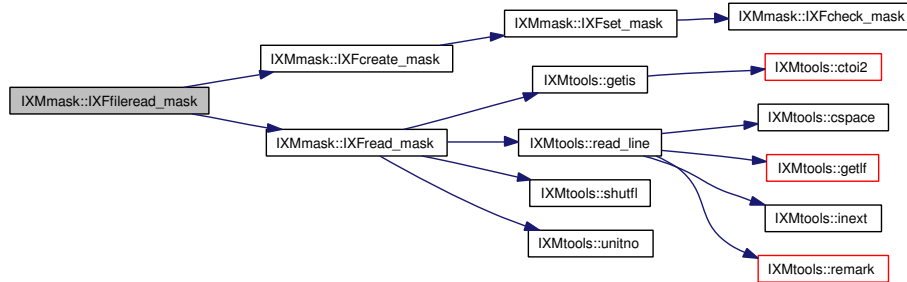 IXMmask::IXFfileread_mask
IXMmask::IXFcreate_mask
IXMmask::IXFset_mask
IXMmask::IXFcheck_mask
IXMmask::IXFread_mask
IXMtools::getis
IXMtools::ctoi2
IXMtools::read_line
IXMtools::cspace
IXMtools::getlf
IXMtools::inext
IXMtools::remark
IXMtools::shutfl
IXMtools::unitno